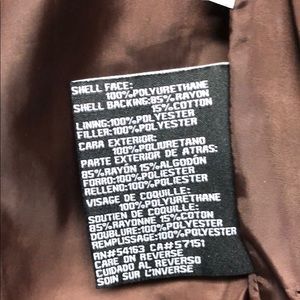 SHELL FACE:
100%POLYURETHANE
SHELL BACKING:85%RAYON
15%COTTON
LINING:100%POLYESTER
FILLER:100%POLYESTER
CARA EXTERIOR:
100%POLIURETANO
PARTE EXTERIOR DE ATRAS:
85%RAYÓN 15%ALGODÓN
FORRO:100%POLIESTER
RELLENO:100%POLIESTER
VISAGE DE COQUILLE:
100%POLYURETHANE
SOUTIEN DE COQUILLE:
85%RAYONNE 15%COTON
DOUBLURE:100%POLYESTER
REMPLISSAGE:100%POLYESTER
RN#54163 CA#57151
CARE ON REVERSE
CUIDADO AL REVERSO
SOIN SUR L'INVERSE